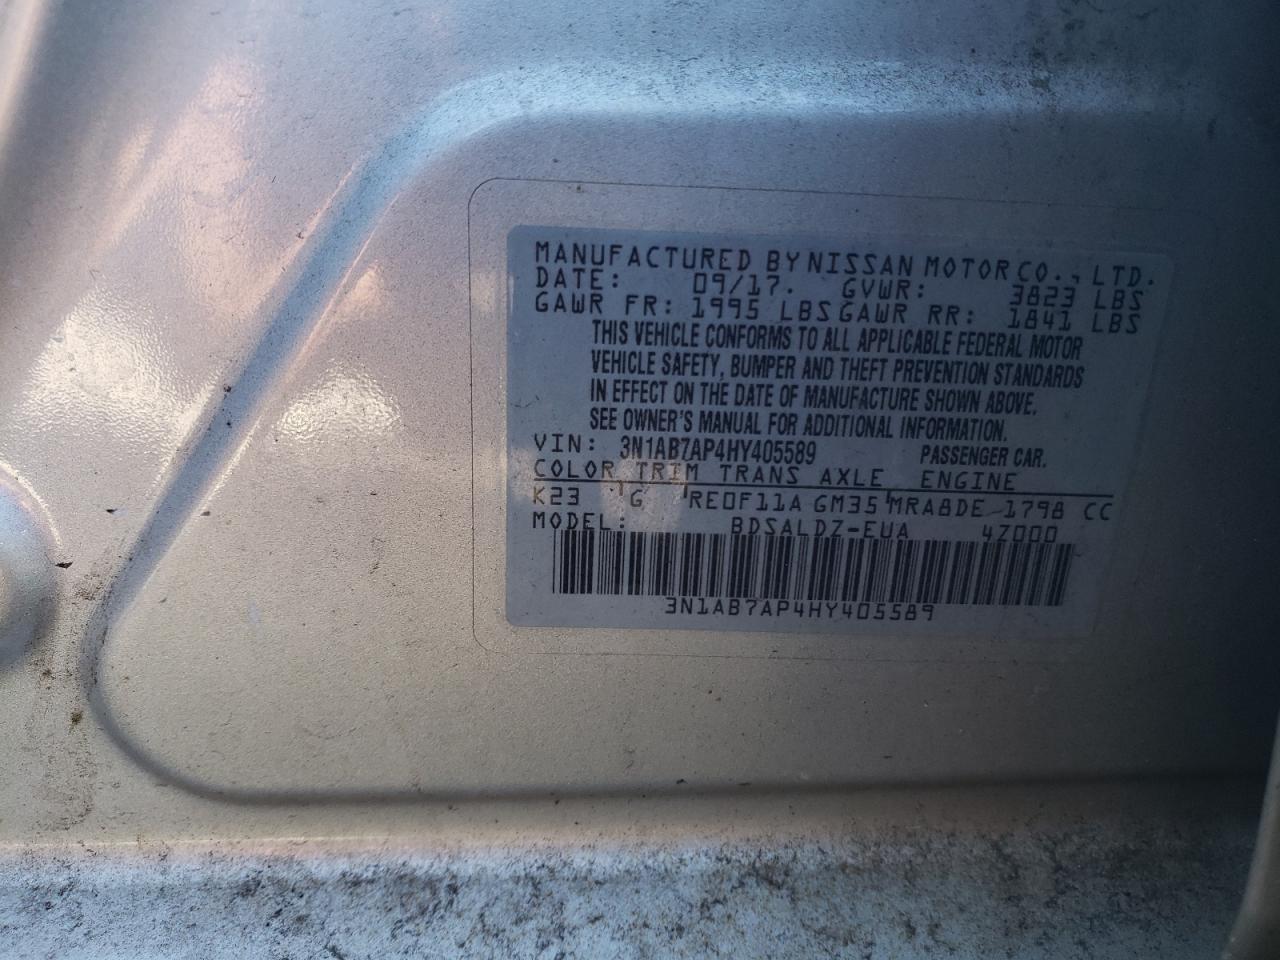 MANUFACTURED BY NISSAN MOTOR CO., LTD.
DATE: 09/17. GVWR: 3823 LBS
GAWR FR: 1995 LBS GAWR RR: 1841 LBS
THIS VEHICLE CONFORMS TO ALL APPLICABLE FEDERAL MOTOR
VEHICLE SAFETY, BUMPER AND THEFT PREVENTION STANDARDS
IN EFFECT ON THE DATE OF MANUFACTURE SHOWN ABOVE.
SEE OWNER'S MANUAL FOR ADDITIONAL INFORMATION.
VIN: 3N1AB7AP4HY405589 PASSENGER CAR.
COLOR TRIM TRANS AXLE ENGINE
K23 G RE0F11A GM35 MRA8DE 1798 CC
MODEL: BDSALDZ-EUA 4Z000
3N1AB7AP4HY405589